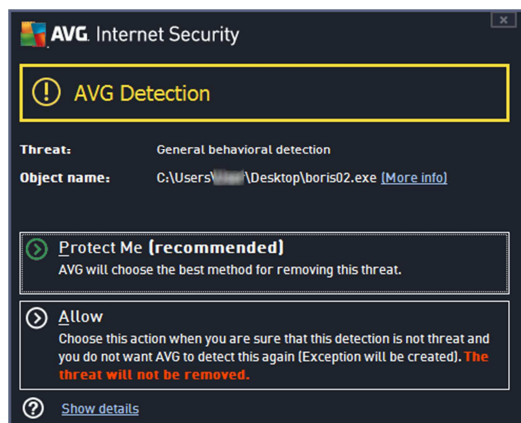 AVG. Internet Security
AVG Detection
Threat: General behavioral detection
Object name: C:\Users\ \Desktop\boris02.exe (More info)
Protect Me (recommended)
AVG will choose the best method for removing this threat.
Allow
Choose this action when you are sure that this detection is not threat and
you do not want AVG to detect this again (Exception will be created). The
threat will not be removed.
Show details